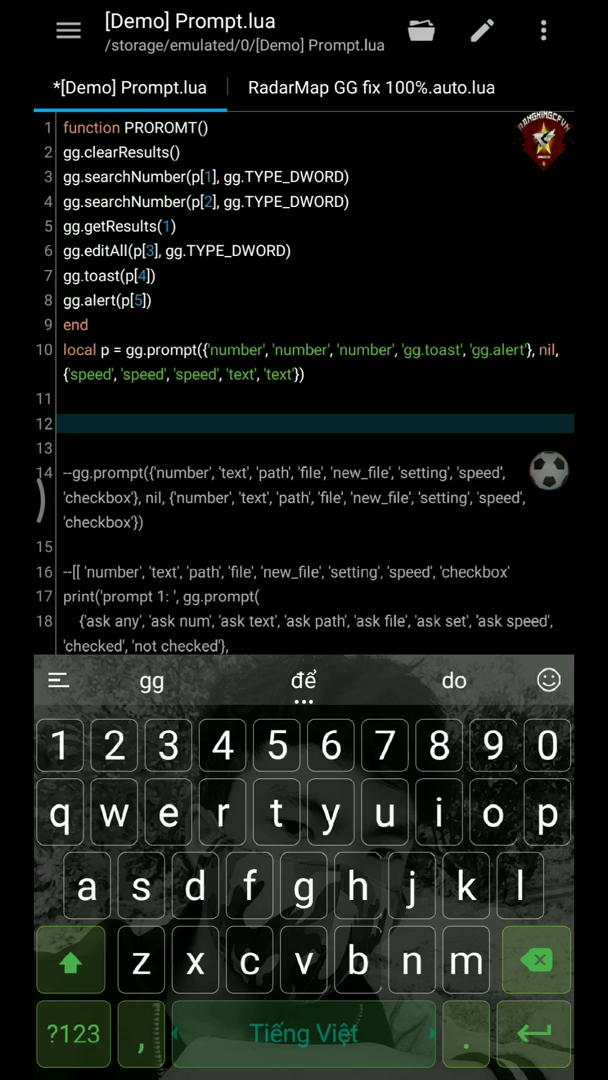 [Demo] Prompt.lua
/storage/emulated/0/[Demo] Prompt.lua
*[Demo] Prompt.lua
RadarMap GG fix 100%.auto.lua
1 function PROROMT()
2 gg.clearResults()
3 gg.searchNumber(p[1], gg.TYPE_DWORD)
4 gg.searchNumber(p[2], gg.TYPE_DWORD)
5 gg.getResults(1)
6 gg.editAll(p[3], gg.TYPE_DWORD)
7 gg.toast(p[4])
8 gg.alert(p[5])
9 end
10 local p = gg.prompt({'number', 'number', 'number', 'gg.toast', 'gg.alert'}, nil,
{'speed', 'speed', 'speed', 'text', 'text'})
11
12
13
14 --gg.prompt({'number', 'text', 'path', 'file', 'new_file', 'setting', 'speed',
'checkbox'}, nil, {'number', 'text', 'path', 'file', 'new_file', 'setting', 'speed',
'checkbox'})
15
16 --[[ 'number', 'text', 'path', 'file', 'new_file', 'setting', 'speed', 'checkbox'
17 print('prompt 1: ', gg.prompt(
18 {'ask any', 'ask num', 'ask text', 'ask path', 'ask file', 'ask set', 'ask speed',
'checked', 'not checked'},
gg để do
1 2 3 4 5 6 7 8 9 0
q w e r t y u i o p
a s d f g h j k l
z x c v b n m
?123 , Tiếng Việt .